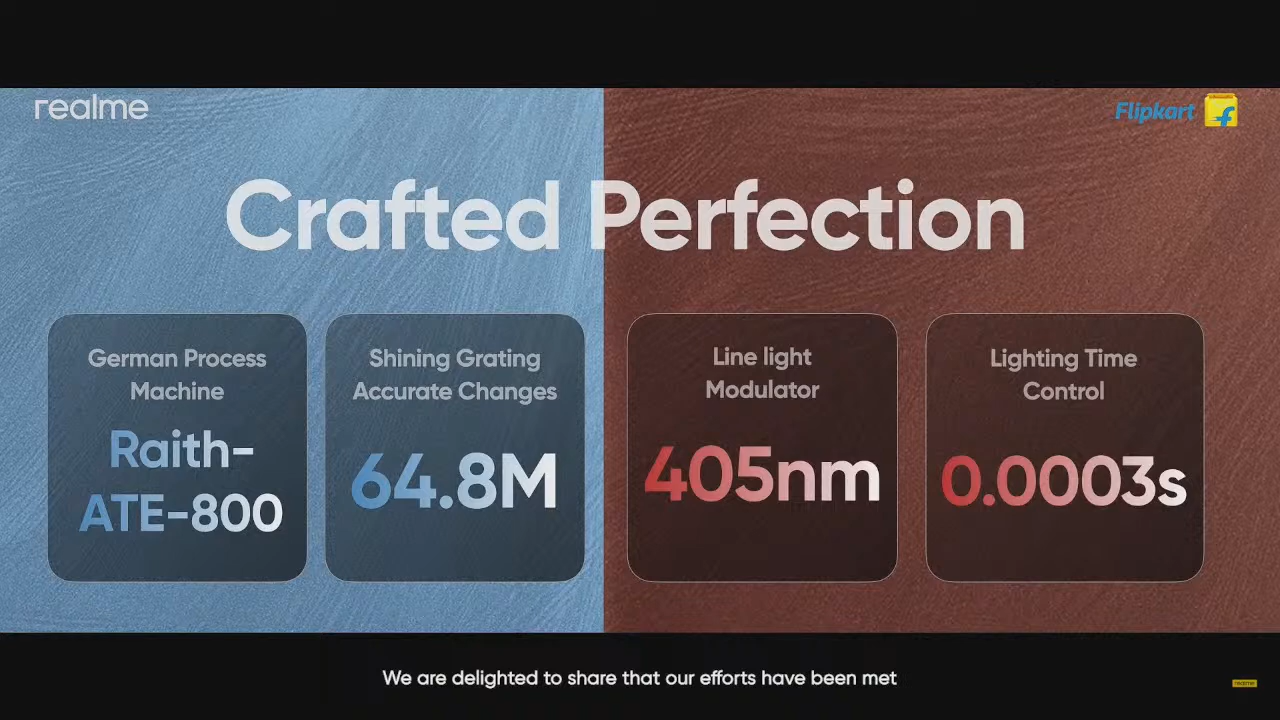 realme
Flipkart
Crafted Perfection
German Process
Machine
Raith-
ATE-800
Shining Grating
Accurate Changes
64.8M
Line light
Modulator
405nm
Lighting Time
Control
0.0003s
We are delighted to share that our efforts have been met
realme